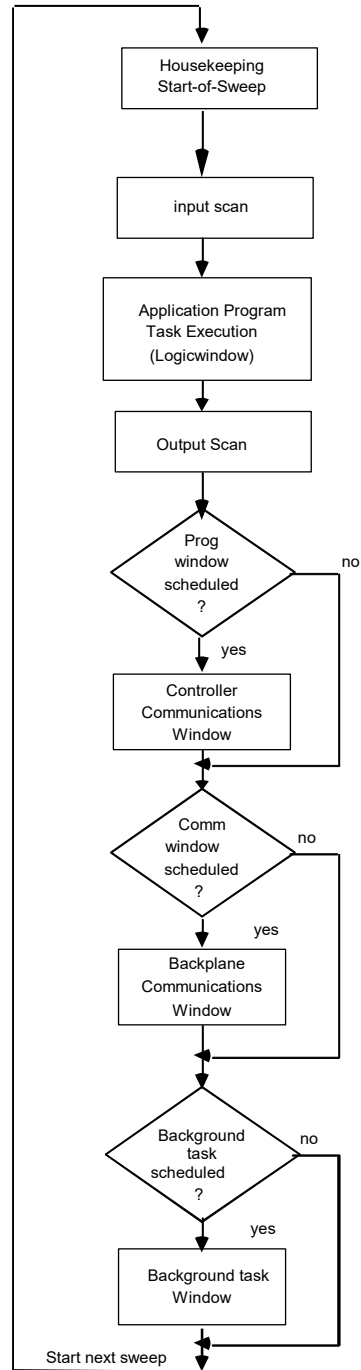 Housekeeping
Start-of-Sweep
input scan
Application Program
Task Execution
(Logicwindow)
Output Scan
Prog
window
scheduled
?
no
yes
Controller
Communications
Window
Comm
window
scheduled
?
no
yes
Backplane
Communications
Window
Background
task
scheduled
?
no
yes
Background task
Window
Start next sweep